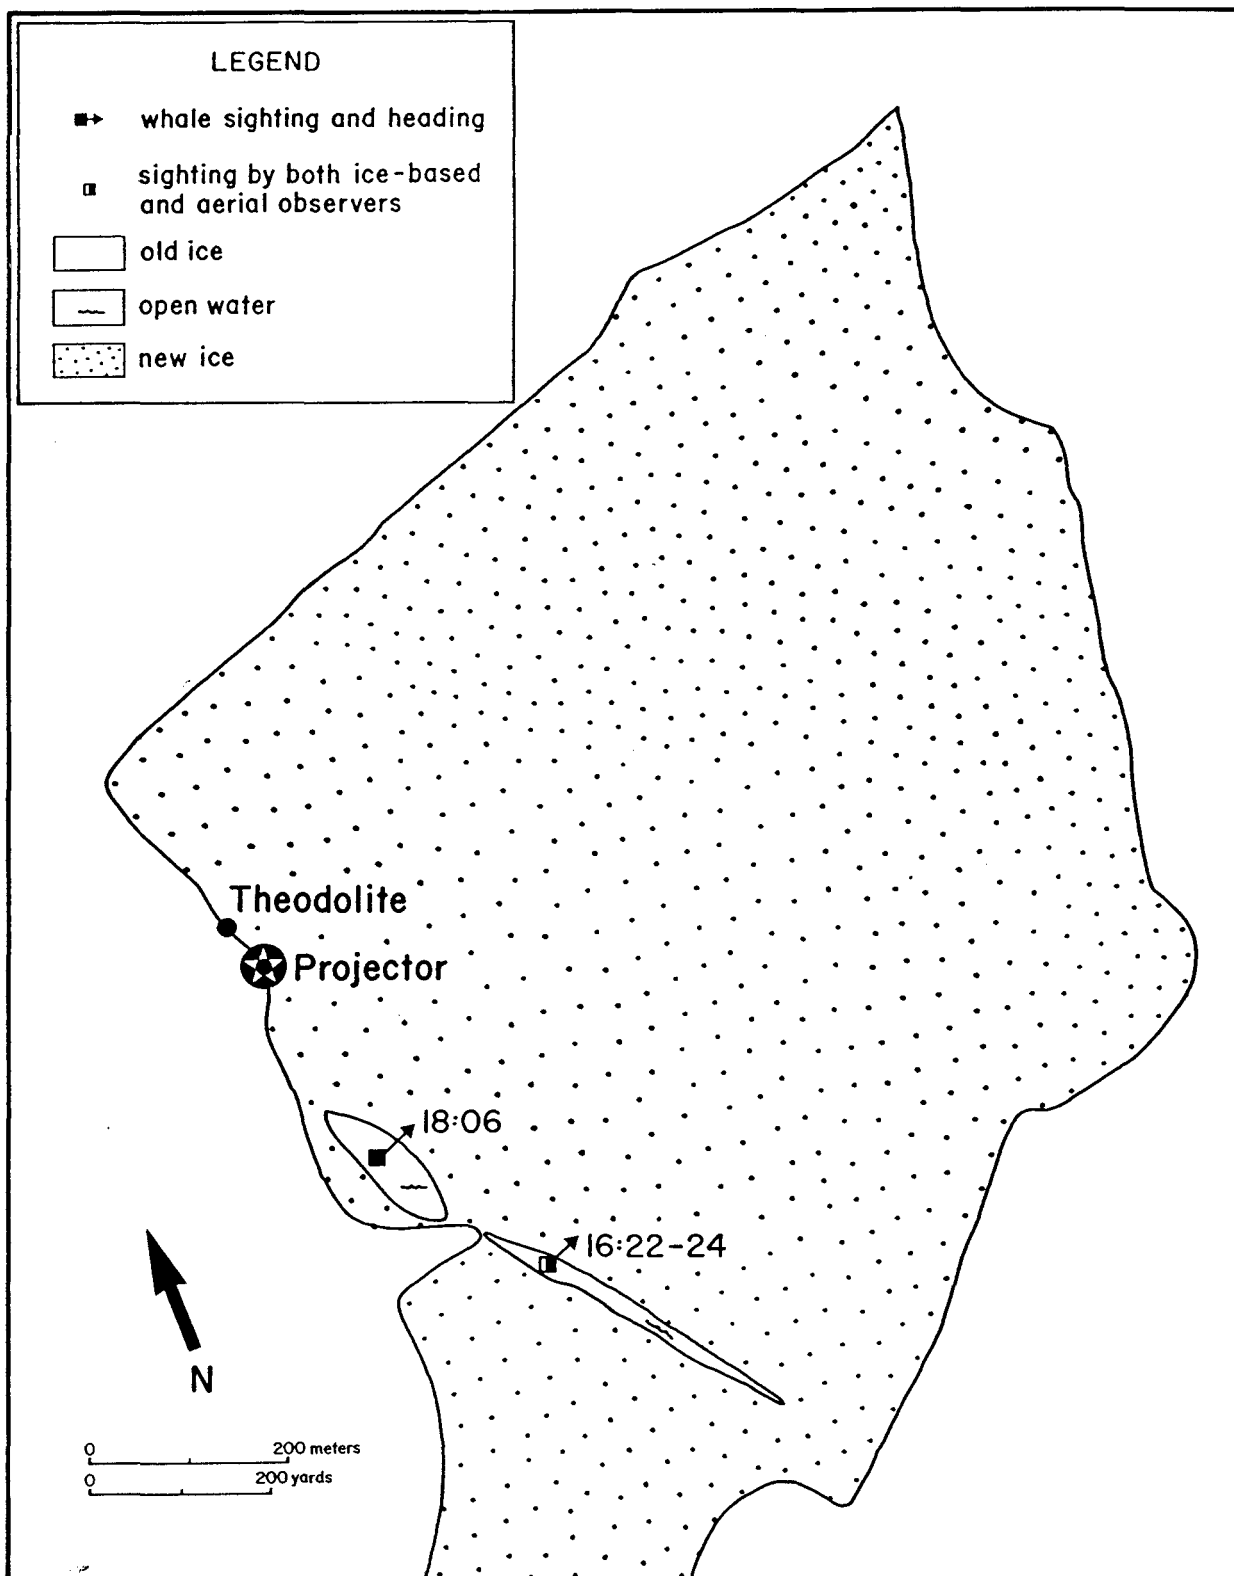 LEGEND
whale sighting and heading
sighting by both ice-based
and aerial observers
old ice
open water
new ice
Theodolite
Projector
18:06
16:22-24
N
0 200 meters
0 200 yards